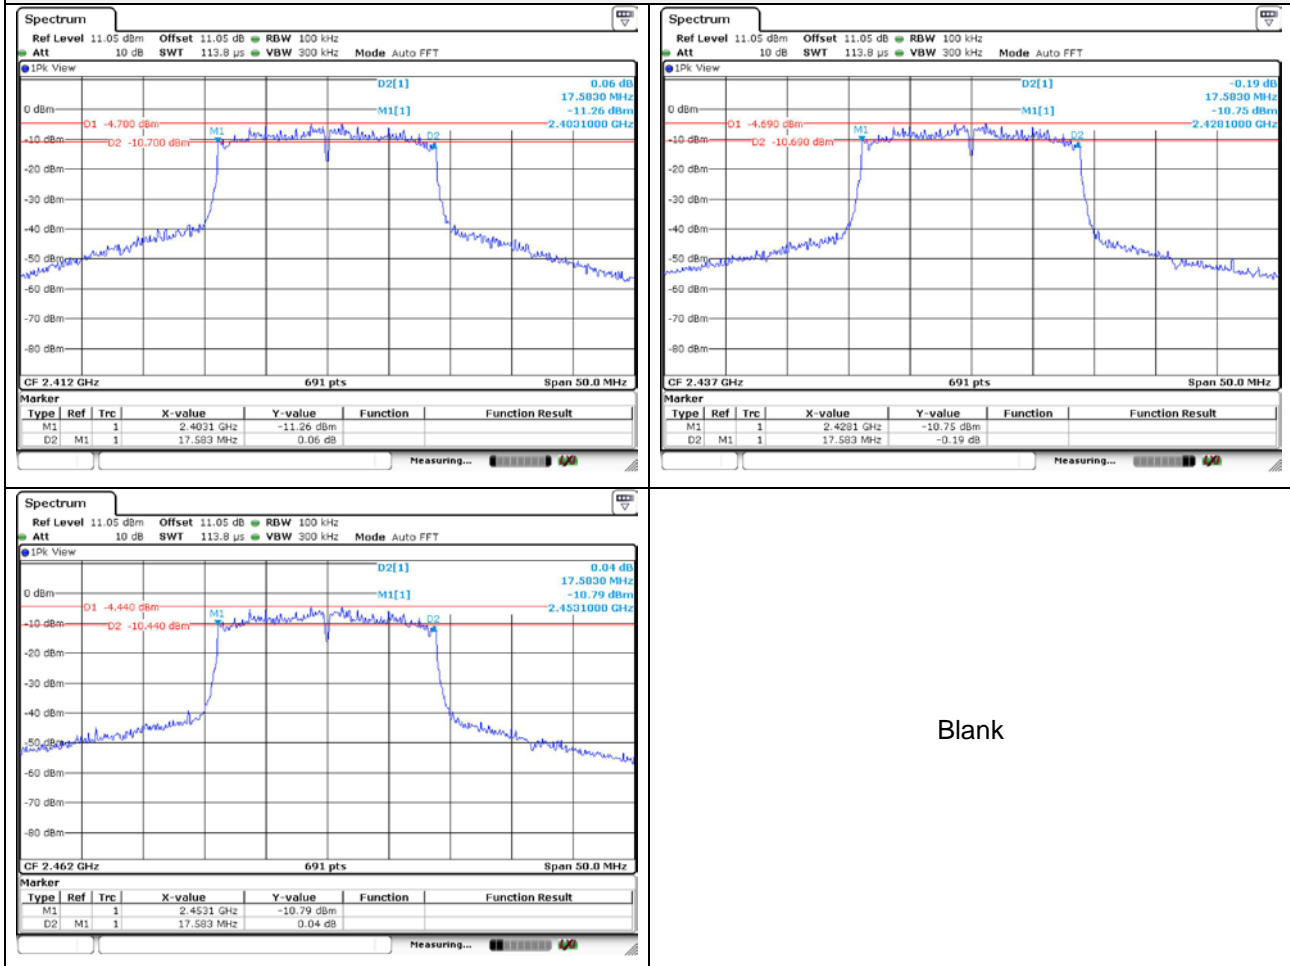 Spectrum
Ref Level 11.05 dBm Offset 11.05 dB RBW 100 kHz
Att 10 dB SWT 113.8 µs VBW 300 kHz Mode Auto FFT
1Pk View
D2[1] 0.06 dB
17.5830 MHz
0 dBm M1[1] -11.26 dBm
D1 -4.700 dBm 2.4031000 GHz
M1 D2
-10 dBm D2 -10.700 dBm
-20 dBm
-30 dBm
-40 dBm
-50 dBm
-60 dBm
-70 dBm
-80 dBm
CF 2.412 GHz 691 pts Span 50.0 MHz
Marker
Type Ref Trc X-value Y-value Function Function Result
M1 1 2.4031 GHz -11.26 dBm
D2 M1 1 17.583 MHz 0.06 dB
Measuring...
Spectrum
Ref Level 11.05 dBm Offset 11.05 dB RBW 100 kHz
Att 10 dB SWT 113.8 µs VBW 300 kHz Mode Auto FFT
1Pk View
D2[1] -0.19 dB
17.5830 MHz
0 dBm M1[1] -10.75 dBm
D1 -4.690 dBm 2.4281000 GHz
M1 D2
-10 dBm D2 -10.690 dBm
-20 dBm
-30 dBm
-40 dBm
-50 dBm
-60 dBm
-70 dBm
-80 dBm
CF 2.437 GHz 691 pts Span 50.0 MHz
Marker
Type Ref Trc X-value Y-value Function Function Result
M1 1 2.4281 GHz -10.75 dBm
D2 M1 1 17.583 MHz -0.19 dB
Measuring...
Spectrum
Ref Level 11.05 dBm Offset 11.05 dB RBW 100 kHz
Att 10 dB SWT 113.8 µs VBW 300 kHz Mode Auto FFT
1Pk View
D2[1] 0.04 dB
17.5830 MHz
0 dBm M1[1] -10.79 dBm
D1 -4.440 dBm 2.4531000 GHz
M1 D2
-10 dBm D2 -10.440 dBm
-20 dBm
-30 dBm
-40 dBm
-50 dBm
-60 dBm
-70 dBm
-80 dBm
CF 2.462 GHz 691 pts Span 50.0 MHz
Marker
Type Ref Trc X-value Y-value Function Function Result
M1 1 2.4531 GHz -10.79 dBm
D2 M1 1 17.583 MHz 0.04 dB
Measuring...
Blank